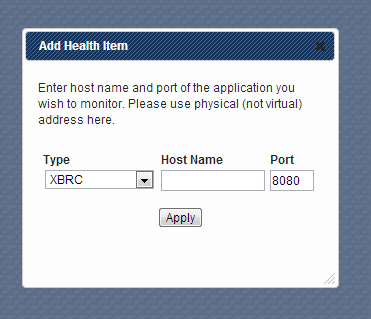 Add Health Item
Enter host name and port of the application you
wish to monitor. Please use physical (not virtual)
address here.
Type Host Name Port
XBRC 8080
Apply